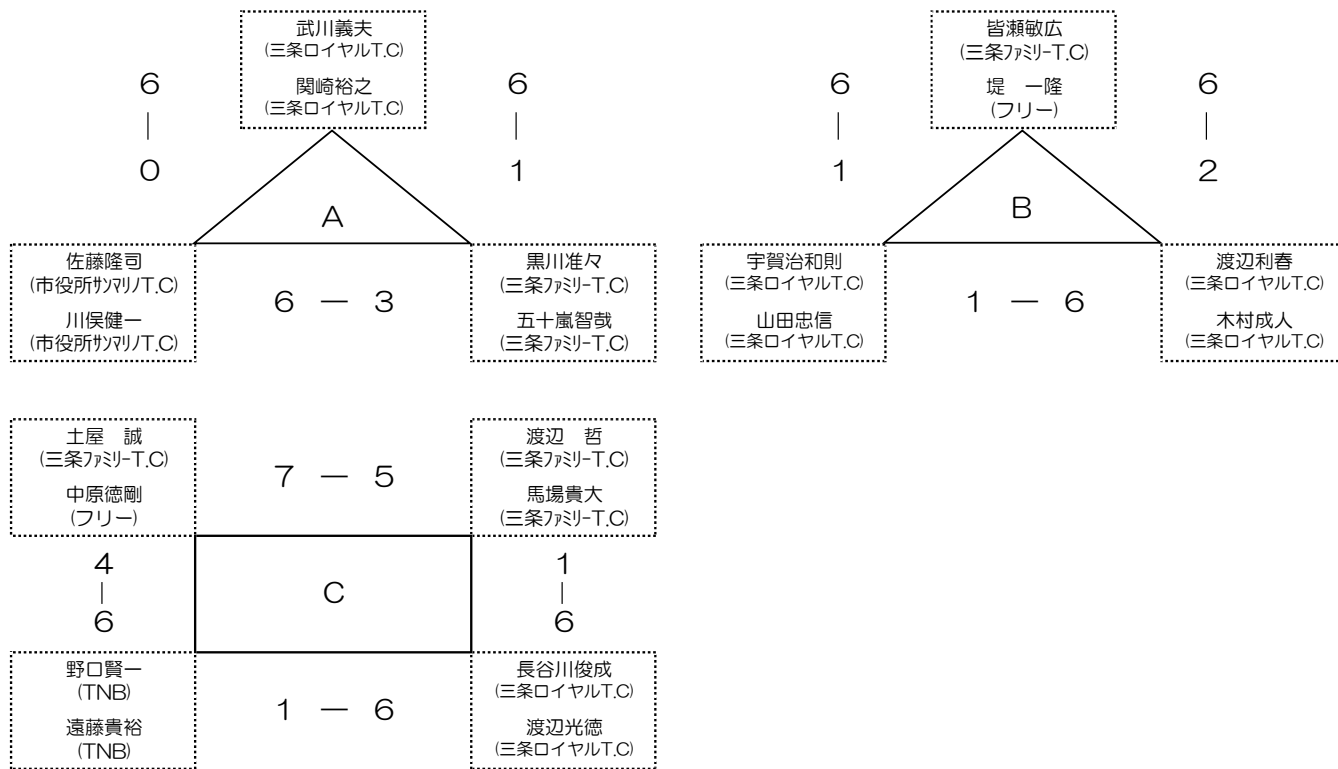 武川義夫
(三条ロイヤルT.C)
関崎裕之
(三条ロイヤルT.C)
6
|
0
6
|
1
A
佐藤隆司
(市役所ｻﾝﾏﾘﾉT.C)
川俣健一
(市役所ｻﾝﾏﾘﾉT.C)
6 － 3
黒川准々
(三条ﾌｧﾐﾘｰT.C)
五十嵐智哉
(三条ﾌｧﾐﾘｰT.C)
皆瀬敏広
(三条ﾌｧﾐﾘｰT.C)
堤　一隆
(フリー)
6
|
1
6
|
2
B
宇賀治和則
(三条ロイヤルT.C)
山田忠信
(三条ロイヤルT.C)
1 － 6
渡辺利春
(三条ロイヤルT.C)
木村成人
(三条ロイヤルT.C)
土屋　誠
(三条ﾌｧﾐﾘｰT.C)
中原徳剛
(フリー)
7 － 5
渡辺　哲
(三条ﾌｧﾐﾘｰT.C)
馬場貴大
(三条ﾌｧﾐﾘｰT.C)
4
|
6
C
1
|
6
野口賢一
(TNB)
遠藤貴裕
(TNB)
1 － 6
長谷川俊成
(三条ロイヤルT.C)
渡辺光徳
(三条ロイヤルT.C)